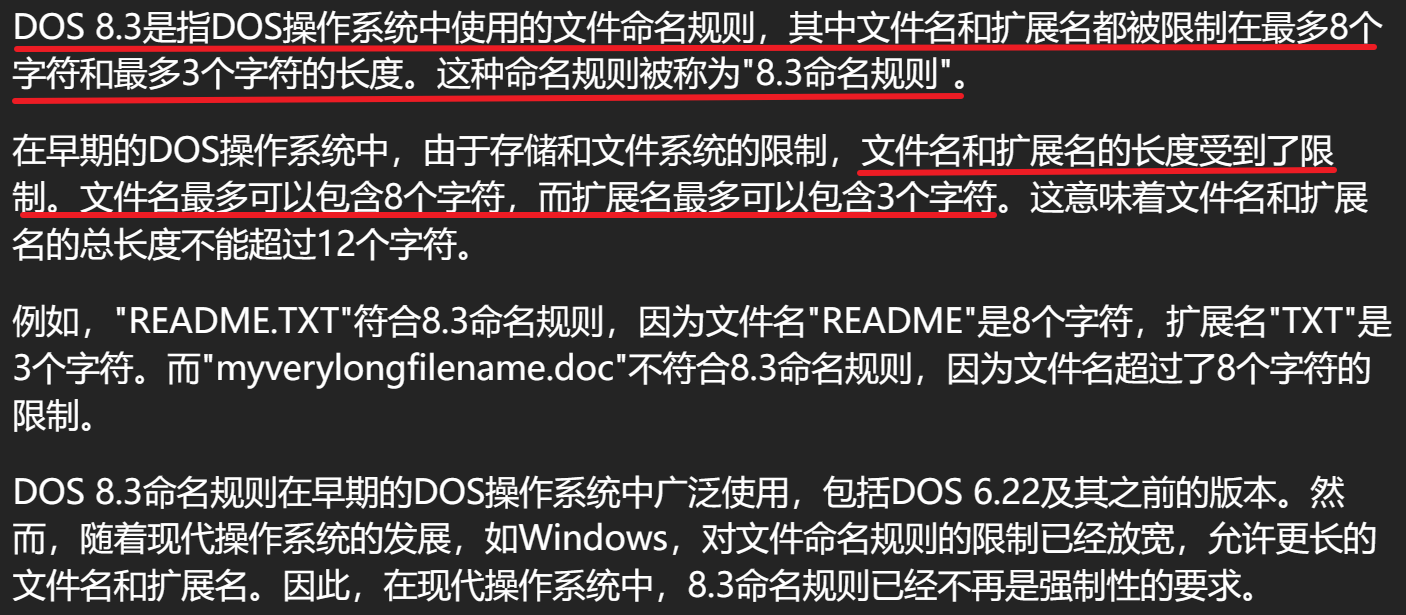 DOS 8.3是指DOS操作系统中使用的文件命名规则，其中文件名和扩展名都被限制在最多8个
字符和最多3个字符的长度。这种命名规则被称为"8.3命名规则"。
在早期的DOS操作系统中，由于存储和文件系统的限制，文件名和扩展名的长度受到了限
制。文件名最多可以包含8个字符，而扩展名最多可以包含3个字符。这意味着文件名和扩展
名的总长度不能超过12个字符。
例如，"README.TXT"符合8.3命名规则，因为文件名"README"是8个字符，扩展名"TXT"是
3个字符。而"myverylongfilename.doc"不符合8.3命名规则，因为文件名超过了8个字符的
限制。
DOS 8.3命名规则在早期的DOS操作系统中广泛使用，包括DOS 6.22及其之前的版本。然
而，随着现代操作系统的发展，如Windows，对文件命名规则的限制已经放宽，允许更长的
文件名和扩展名。因此，在现代操作系统中，8.3命名规则已经不再是强制性的要求。